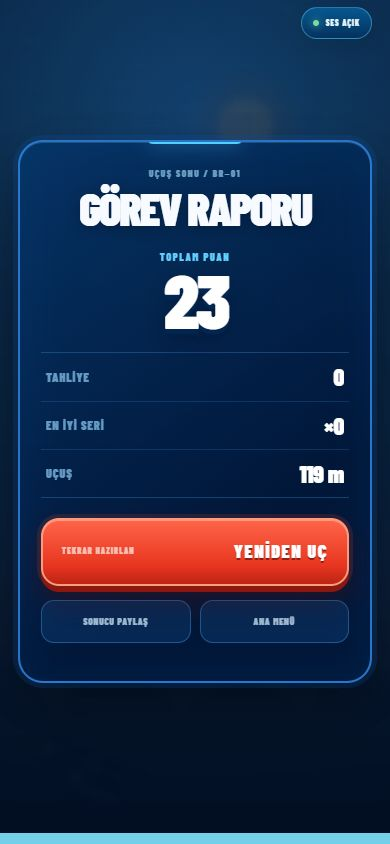 SES AÇIK
UÇUŞ SONU / BR-01
GÖREV RAPORU
TOPLAM PUAN
23
TAHLİYE 0
EN İYİ SERİ ×0
UÇUŞ 119 m
TEKRAR HAZIRLAN YENİDEN UÇ
SONUCU PAYLAŞ ANA MENÜ